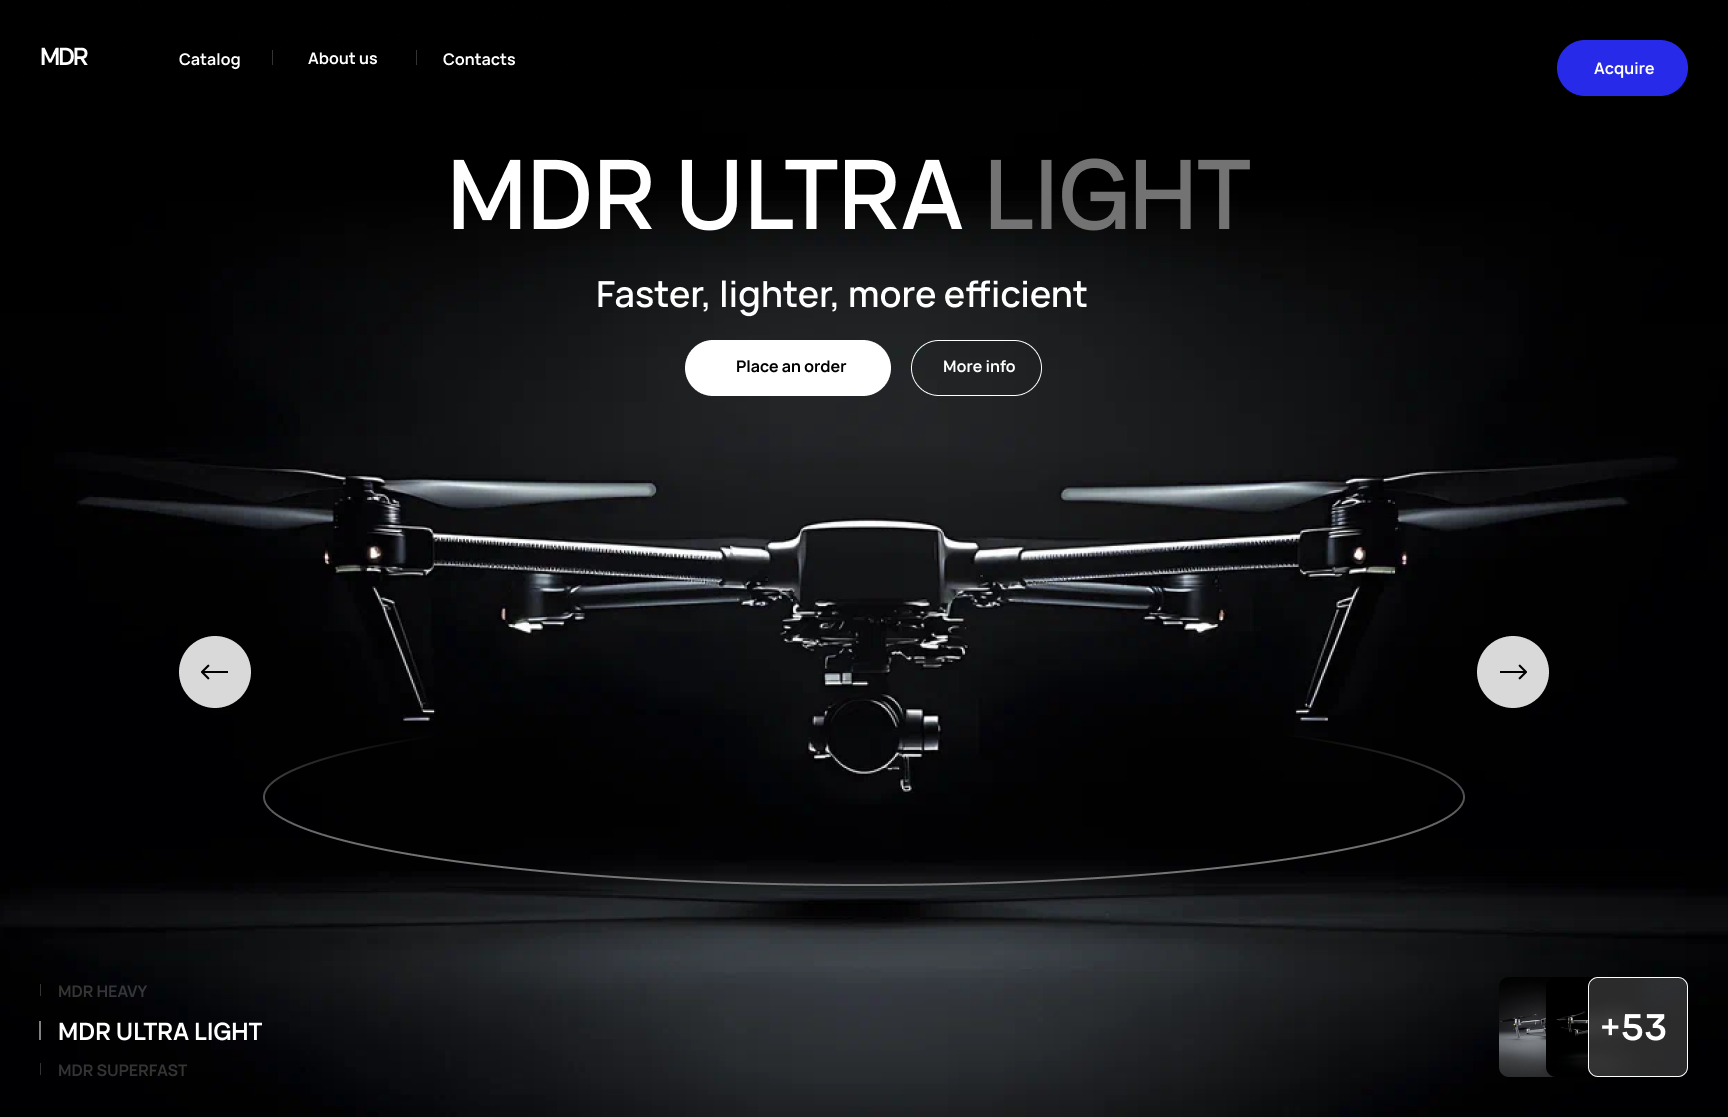 MDR
Catalog
About us
Contacts
Acquire
MDR ULTRA LIGHT
Faster, lighter, more efficient
Place an order
More info
MDR HEAVY
MDR ULTRA LIGHT
MDR SUPERFAST
+53